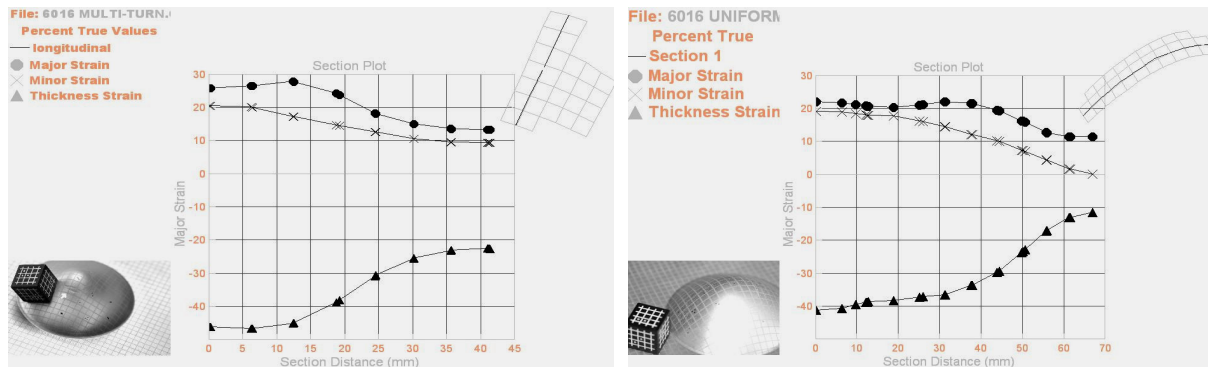 File: 6016 MULTI-TURN.
Percent True Values
longitudinal
Major Strain
Minor Strain
Thickness Strain
Section Plot
Major Strain
30
20
10
0
-10
-20
-30
-40
0 5 10 15 20 25 30 35 40 45
Section Distance (mm)
File: 6016 UNIFORM
Percent True
Section 1
Major Strain
Minor Strain
Thickness Strain
Section Plot
Major Strain
30
20
10
0
-10
-20
-30
-40
0 10 20 30 40 50 60 70
Section Distance (mm)